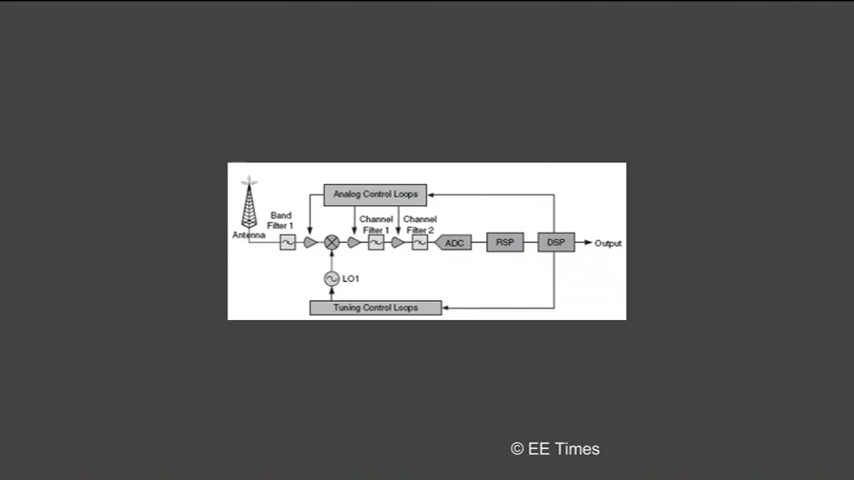 Analog Control Loops
Band
Filter 1
Channel
Filter 1
Channel
Filter 2
Antenna
ADC
RSP
DSP
Output
LO1
Tuning Control Loops
© EE Times